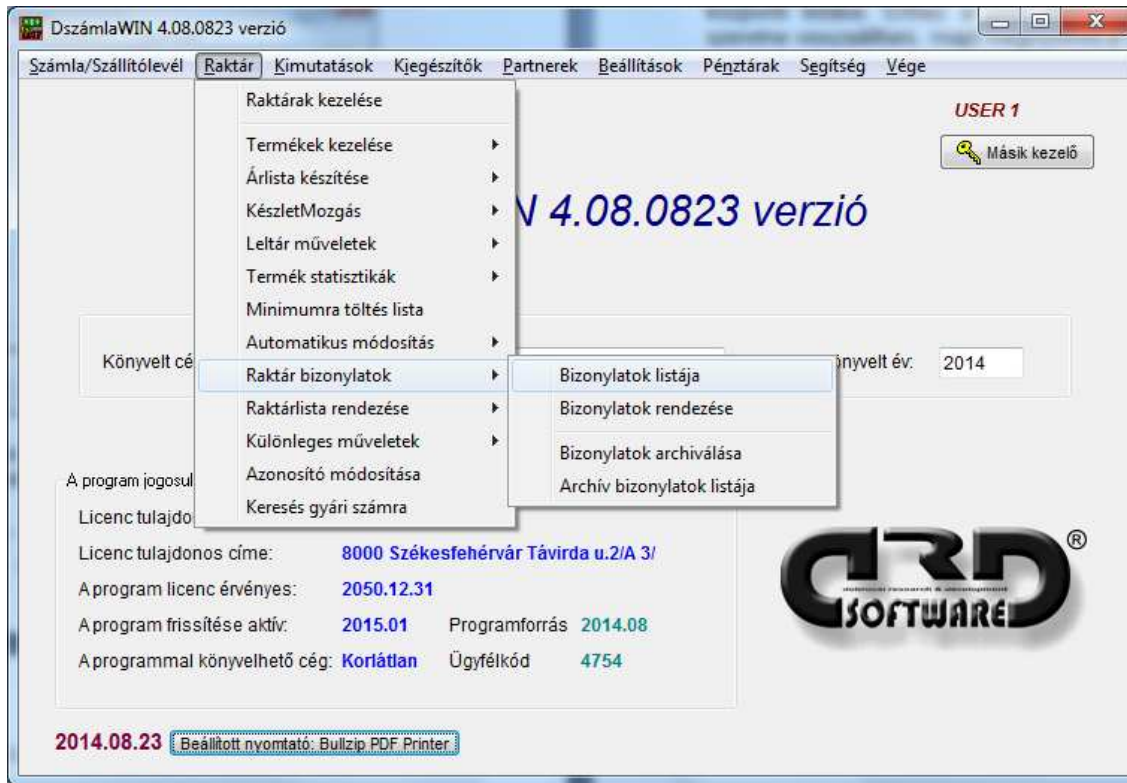 DszámlaWIN 4.08.0823 verzió
Számla/Szállítólevél Raktár Kimutatások Kiegészítők Partnerek Beállítások Pénztárak Segítség Vége
Raktárak kezelése
USER 1
Termékek kezelése
Másik kezelő
Árlista készítése
KészletMozgás
N 4.08.0823 verzió
Leltár műveletek
Termék statisztikák
Minimumra töltés lista
Automatikus módosítás
Könyvelt cé
önyvelt év: 2014
Raktár bizonylatok
Bizonylatok listája
Raktárlista rendezése
Bizonylatok rendezése
Különleges műveletek
Bizonylatok archiválása
Azonosító módosítása
Archív bizonylatok listája
A program jogosul
Keresés gyári számra
Licenc tulajdo
Licenc tulajdonos címe: 8000 Székesfehérvár Távirda u.2/A 3/
A program licenc érvényes: 2050.12.31
A program frissítése aktív: 2015.01 Programforrás 2014.08
A programmal könyvelhető cég: Korlátlan Ügyfélkód 4754
DRD ®
SOFTWARE
2014.08.23 Beállított nyomtató: Bullzip PDF Printer